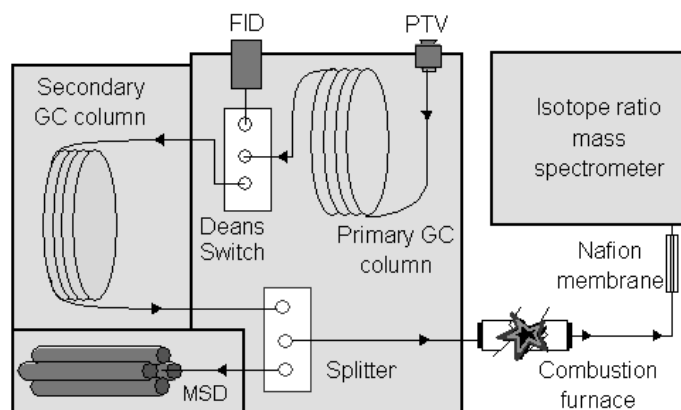 FID
PTV
Secondary
GC column
Isotope ratio
mass
spectrometer
Deans
Switch
Primary GC
column
Nafion
membrane
MSD
Splitter
Combustion
furnace